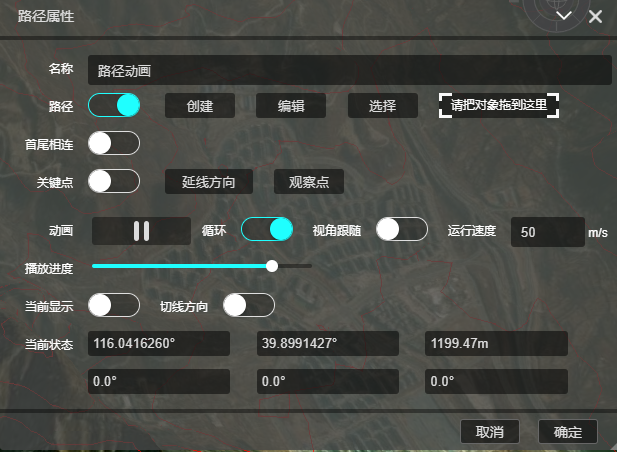 路径属性
名称 路径动画
路径 创建 编辑 选择 请把对象拖到这里
首尾相连
关键点 延线方向 观察点
动画 循环 视角跟随 运行速度 50 m/s
播放进度
当前显示 切线方向
当前状态 116.0416260° 39.8991427° 1199.47m
0.0° 0.0° 0.0°
取消 确定